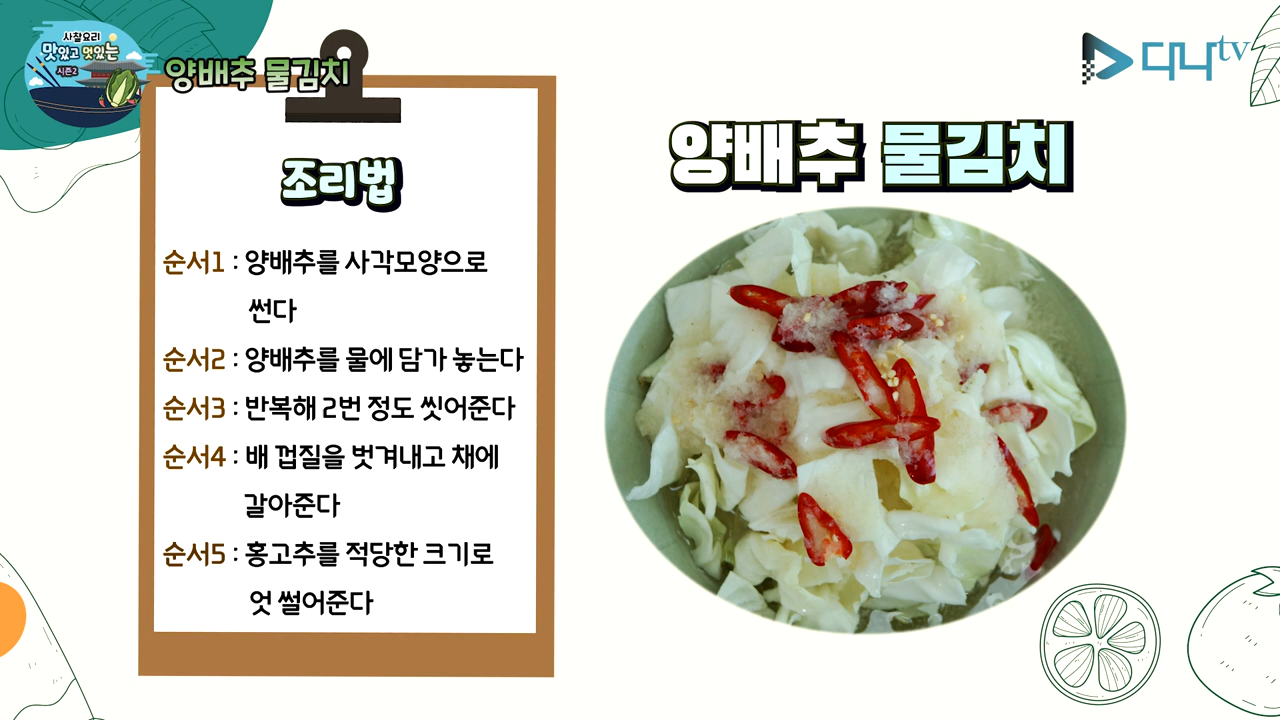 사찰요리
맛있고 멋있는
시즌2
양배추 물김치
디나tv
양배추 물김치
조리법
순서1 : 양배추를 사각모양으로
썬다
순서2 : 양배추를 물에 담가 놓는다
순서3 : 반복해 2번 정도 씻어준다
순서4 : 배 껍질을 벗겨내고 채에
갈아준다
순서5 : 홍고추를 적당한 크기로
엇 썰어준다